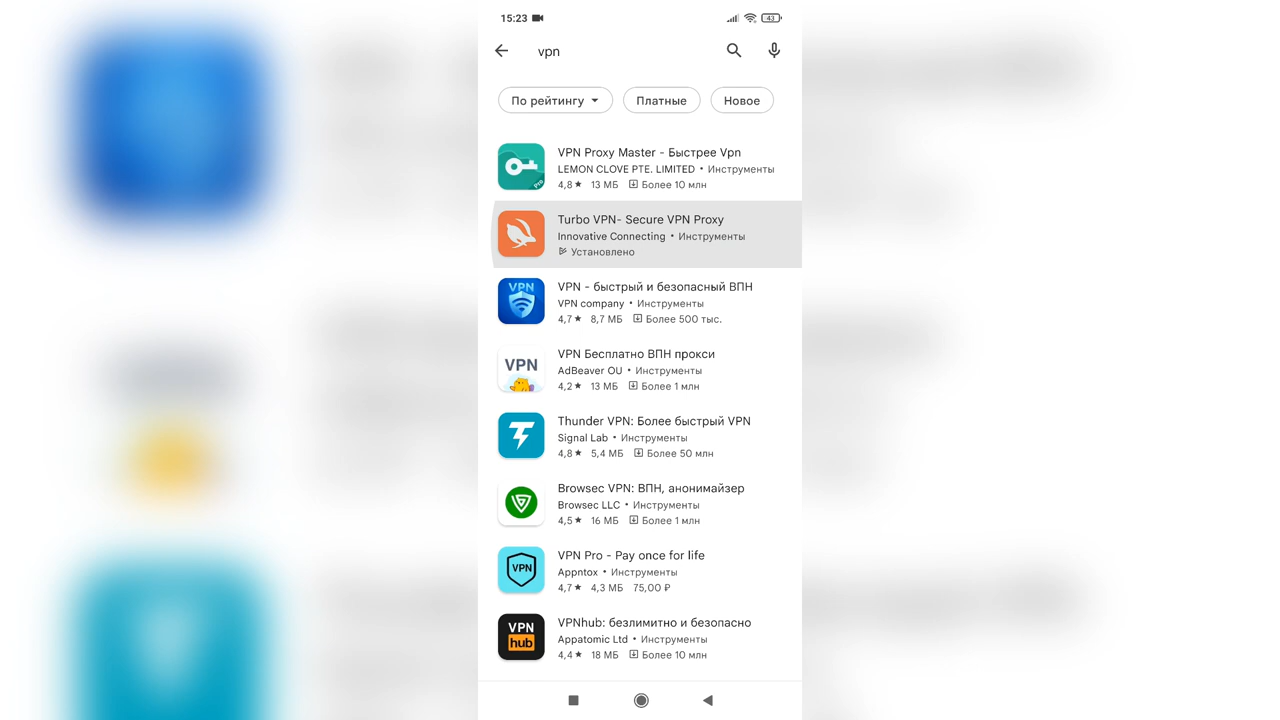 15:23
43
vpn
По рейтингу
Платные
Новое
VPN Proxy Master - Быстрее Vpn
LEMON CLOVE PTE. LIMITED • Инструменты
Pro
4,8★ 13 МБ Более 10 млн
Turbo VPN- Secure VPN Proxy
Innovative Connecting • Инструменты
Установлено
VPN
VPN - быстрый и безопасный ВПН
VPN company • Инструменты
4,7★ 8,7 МБ Более 500 тыс.
VPN
VPN Бесплатно ВПН прокси
AdBeaver OU • Инструменты
4,2★ 13 МБ Более 1 млн
Thunder VPN: Более быстрый VPN
Signal Lab • Инструменты
4,8★ 5,4 МБ Более 50 млн
Browsec VPN: ВПН, анонимайзер
Browsec LLC • Инструменты
4,5★ 16 МБ Более 1 млн
VPN
VPN Pro - Pay once for life
Appntox • Инструменты
4,7★ 4,3 МБ 75,00 ₽
VPN
hub
VPNhub: безлимитно и безопасно
Appatomic Ltd • Инструменты
4,4★ 18 МБ Более 10 млн